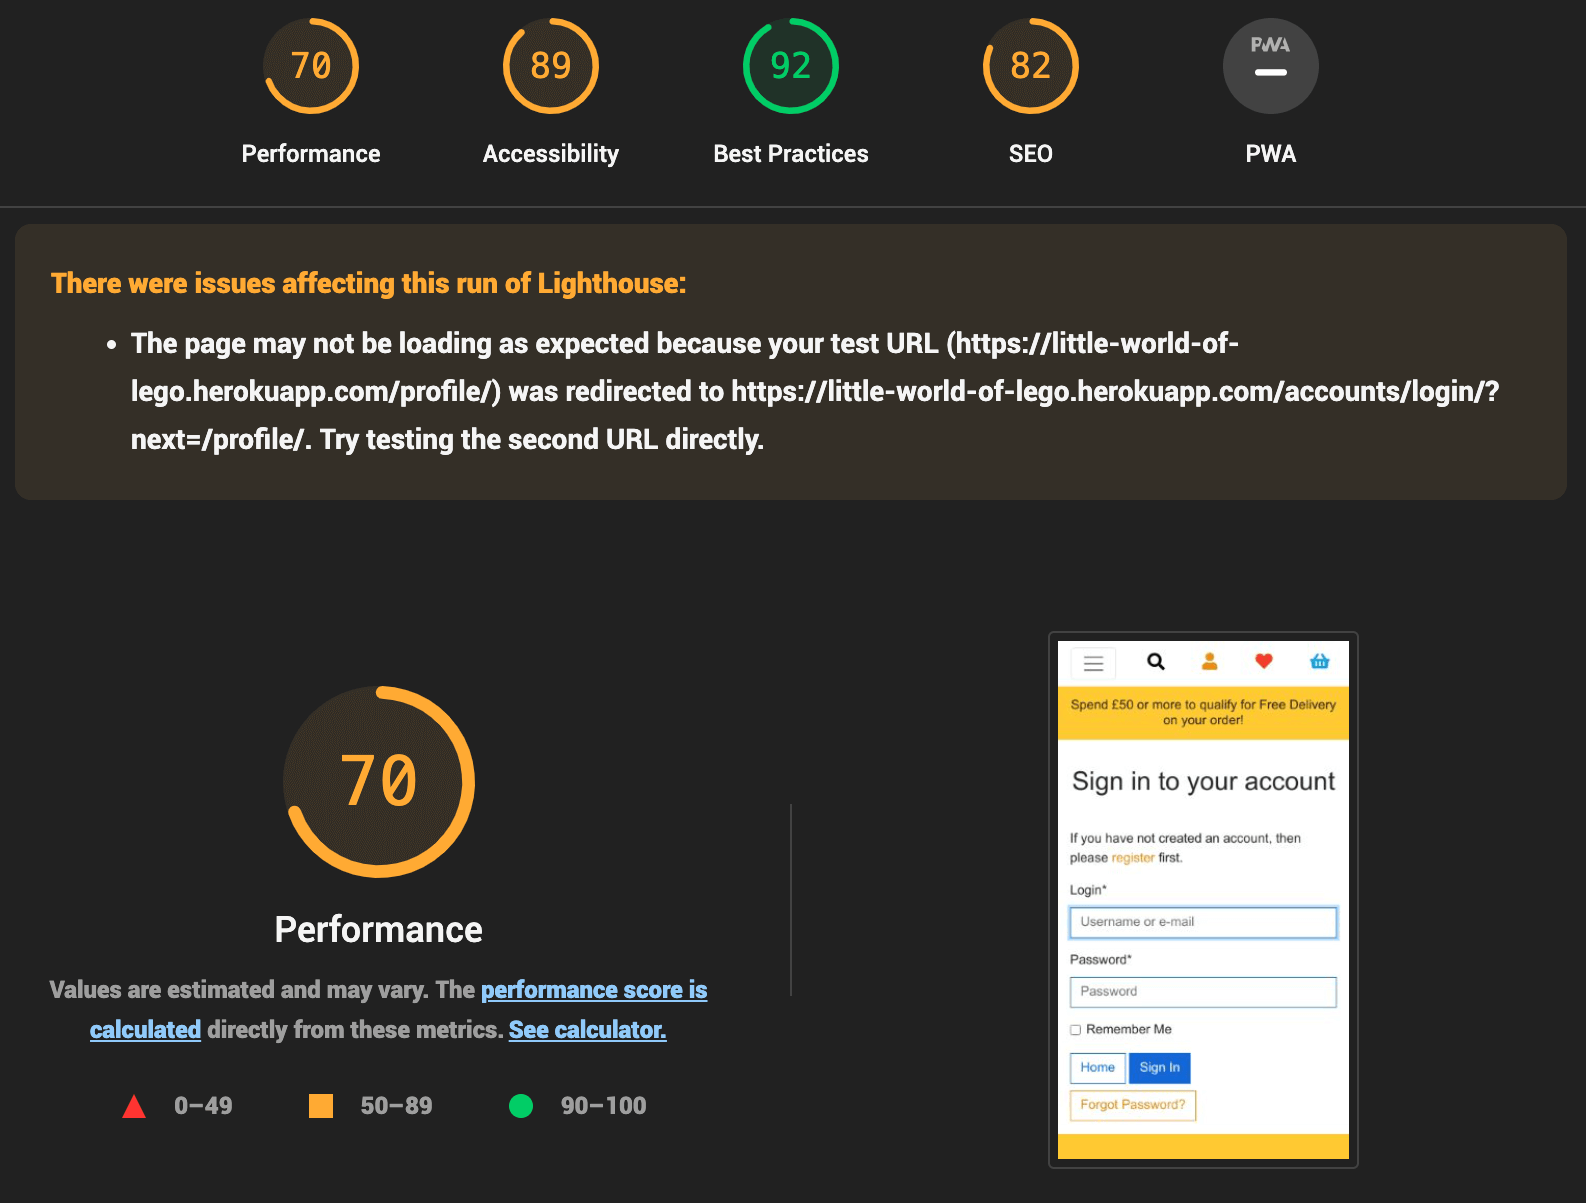 70 89 92 82 PWA
Performance Accessibility Best Practices SEO PWA
There were issues affecting this run of Lighthouse:
• The page may not be loading as expected because your test URL (https://little-world-of-
lego.herokuapp.com/profile/) was redirected to https://little-world-of-lego.herokuapp.com/accounts/login/?
next=/profile/. Try testing the second URL directly.
70
Performance
Values are estimated and may vary. The performance score is
calculated directly from these metrics. See calculator.
0–49 50–89 90–100
Spend £50 or more to qualify for Free Delivery
on your order!
Sign in to your account
If you have not created an account, then
please register first.
Login*
Username or e-mail
Password*
Password
Remember Me
Home Sign In
Forgot Password?